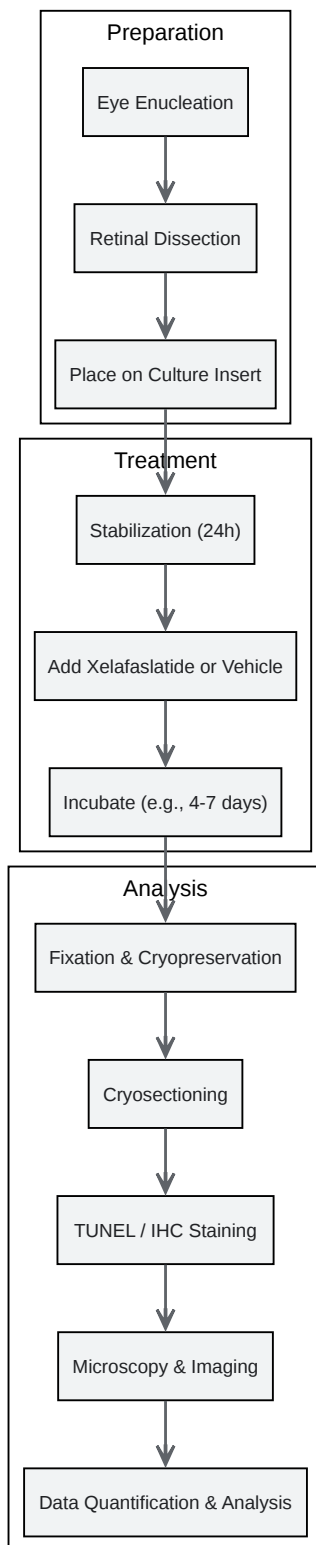 Preparation
Eye Enucleation
Retinal Dissection
Place on Culture Insert
Treatment
Stabilization (24h)
Add Xelafaslatide or Vehicle
Incubate (e.g., 4-7 days)
Analysis
Fixation & Cryopreservation
Cryosectioning
TUNEL / IHC Staining
Microscopy & Imaging
Data Quantification & Analysis